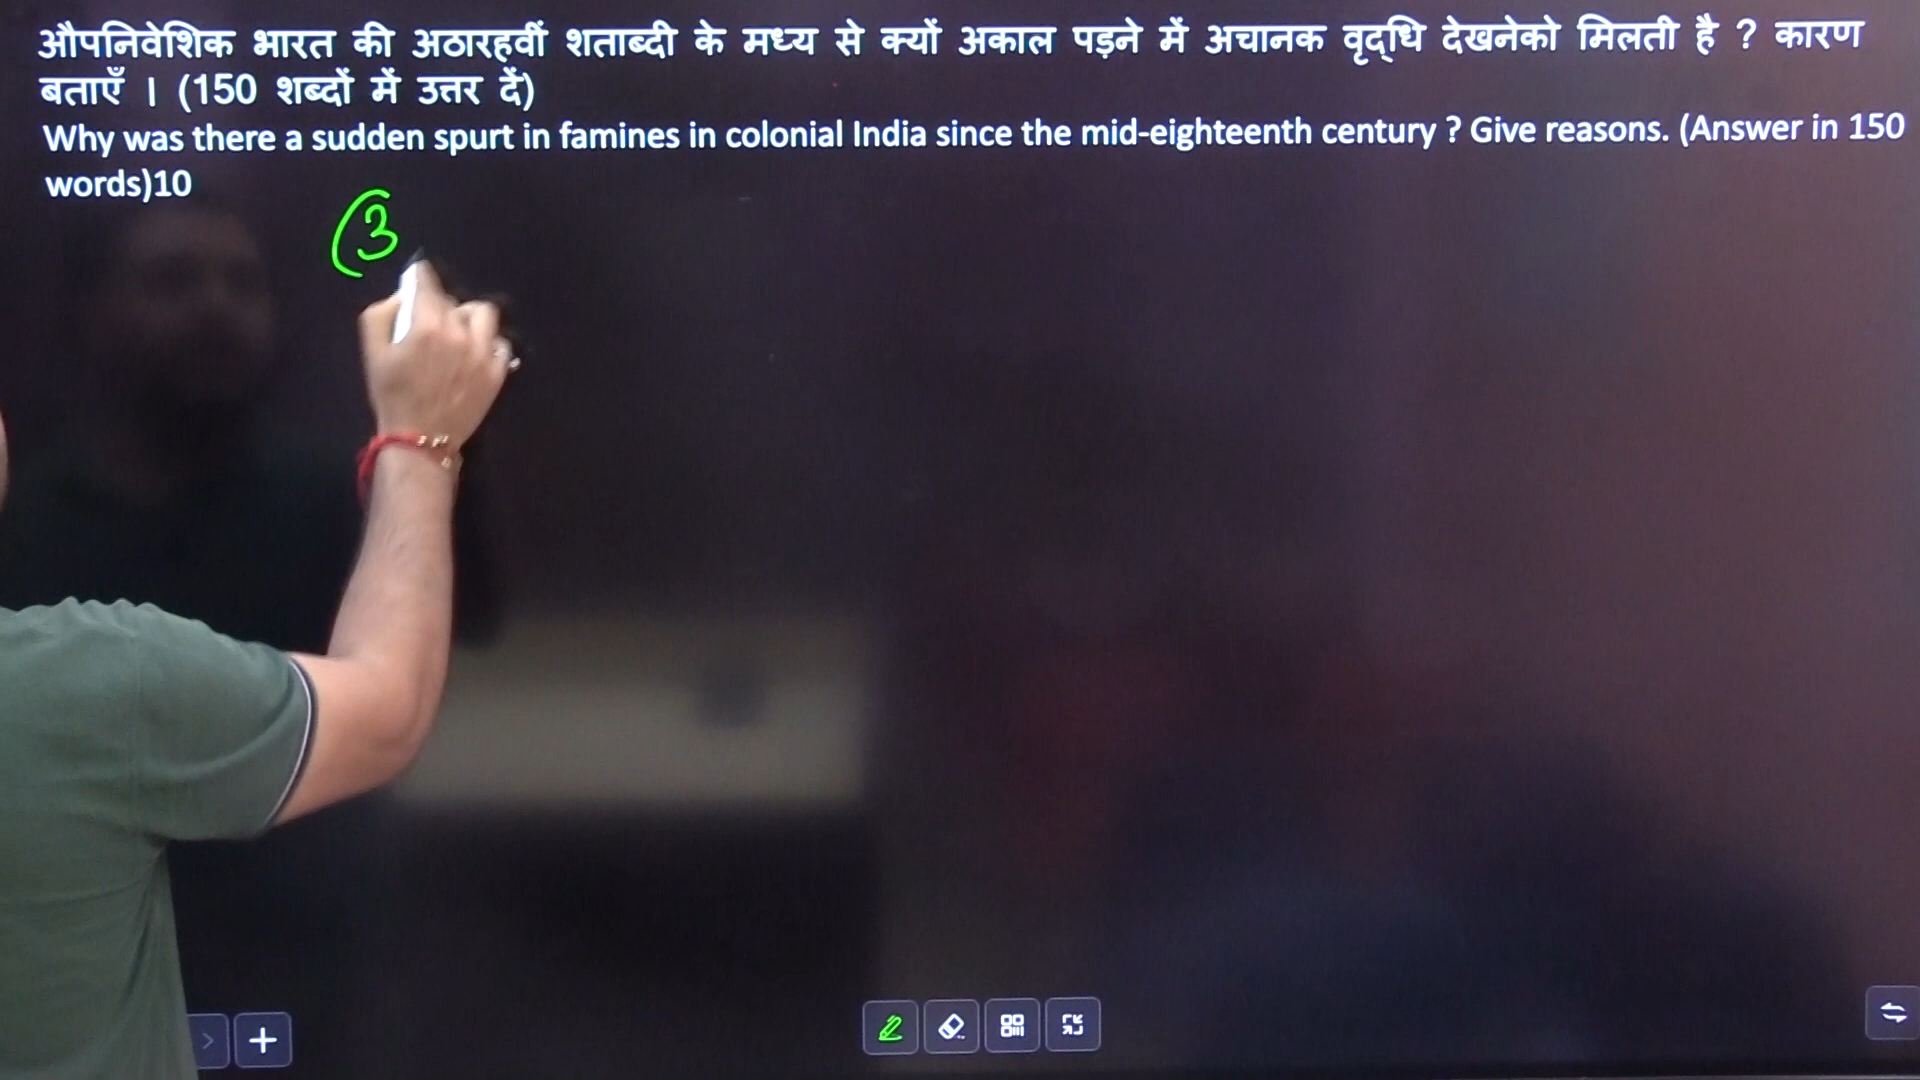 औपनिवेशिक भारत की अठारहवीं शताब्दी के मध्य से क्यों अकाल पड़ने में अचानक वृद्धि देखनेको मिलती है ? कारण
बताएँ । (150 शब्दों में उत्तर दें)
Why was there a sudden spurt in famines in colonial India since the mid-eighteenth century ? Give reasons. (Answer in 150
words)10
(3